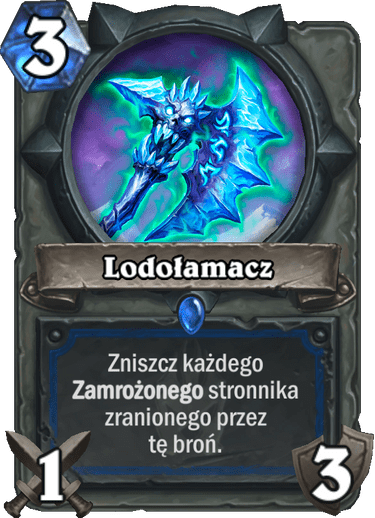 3
Lodołamacz
Zniszcz każdego
Zamrożonego stronnika
zranionego przez
tę broń.
1
3